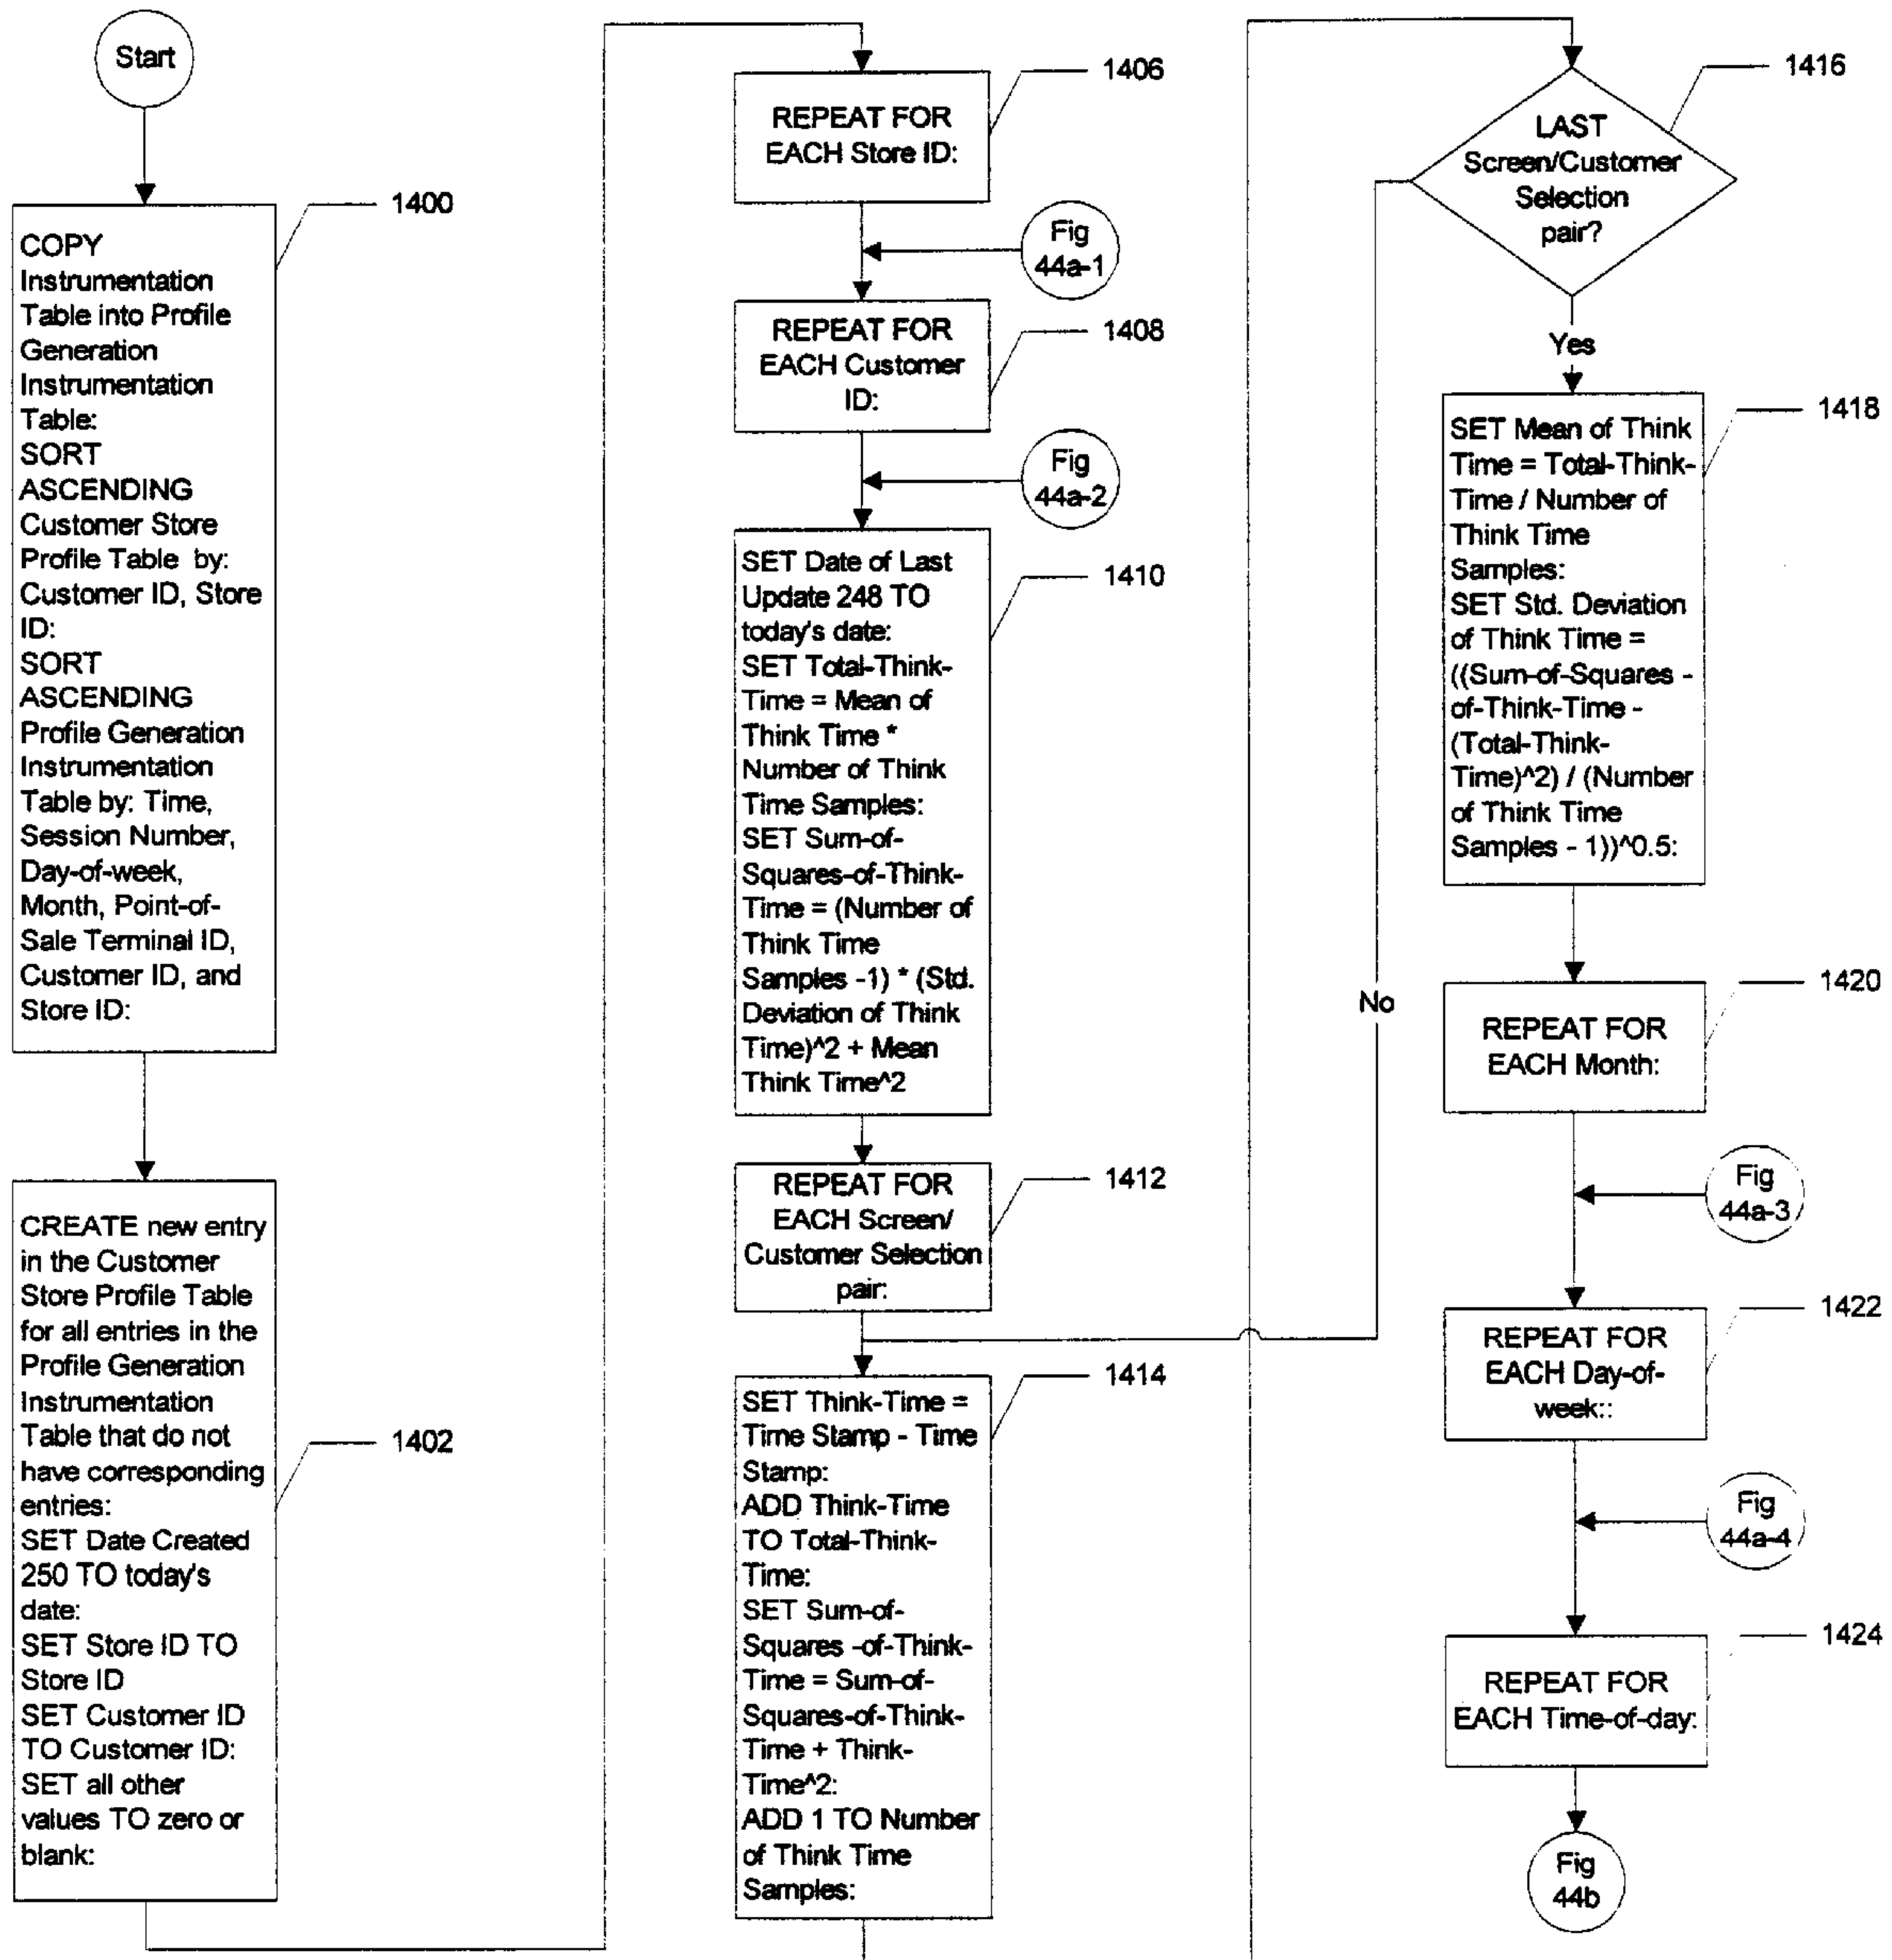 Start
1400
COPY
Instrumentation
Table into Profile
Generation
Instrumentation
Table:
SORT
ASCENDING
Customer Store
Profile Table by:
Customer ID, Store
ID:
SORT
ASCENDING
Profile Generation
Instrumentation
Table by: Time,
Session Number,
Day-of-week,
Month, Point-of-
Sale Terminal ID,
Customer ID, and
Store ID:
CREATE new entry
in the Customer
Store Profile Table
for all entries in the
Profile Generation
Instrumentation
Table that do not
have corresponding
entries:
SET Date Created
250 TO today's
date:
SET Store ID TO
Store ID
SET Customer ID
TO Customer ID:
SET all other
values TO zero or
blank:
1402
REPEAT FOR
EACH Store ID:
1406
Fig
44a-1
REPEAT FOR
EACH Customer
ID:
1408
Fig
44a-2
SET Date of Last
Update 248 TO
today's date:
SET Total-Think-
Time = Mean of
Think Time *
Number of Think
Time Samples:
SET Sum-of-
Squares-of-Think-
Time = (Number of
Think Time
Samples -1) * (Std.
Deviation of Think
Time)^2 + Mean
Think Time^2
1410
REPEAT FOR
EACH Screen/
Customer Selection
pair:
1412
SET Think-Time =
Time Stamp - Time
Stamp:
ADD Think-Time
TO Total-Think-
Time:
SET Sum-of-
Squares -of-Think-
Time = Sum-of-
Squares-of-Think-
Time + Think-
Time^2:
ADD 1 TO Number
of Think Time
Samples:
1414
LAST
Screen/Customer
Selection
pair?
1416
Yes
No
SET Mean of Think
Time = Total-Think-
Time / Number of
Think Time
Samples:
SET Std. Deviation
of Think Time =
((Sum-of-Squares -
of-Think-Time -
(Total-Think-
Time)^2) / (Number
of Think Time
Samples - 1))^0.5:
1418
REPEAT FOR
EACH Month:
1420
Fig
44a-3
REPEAT FOR
EACH Day-of-
week::
1422
Fig
44a-4
REPEAT FOR
EACH Time-of-day:
1424
Fig
44b